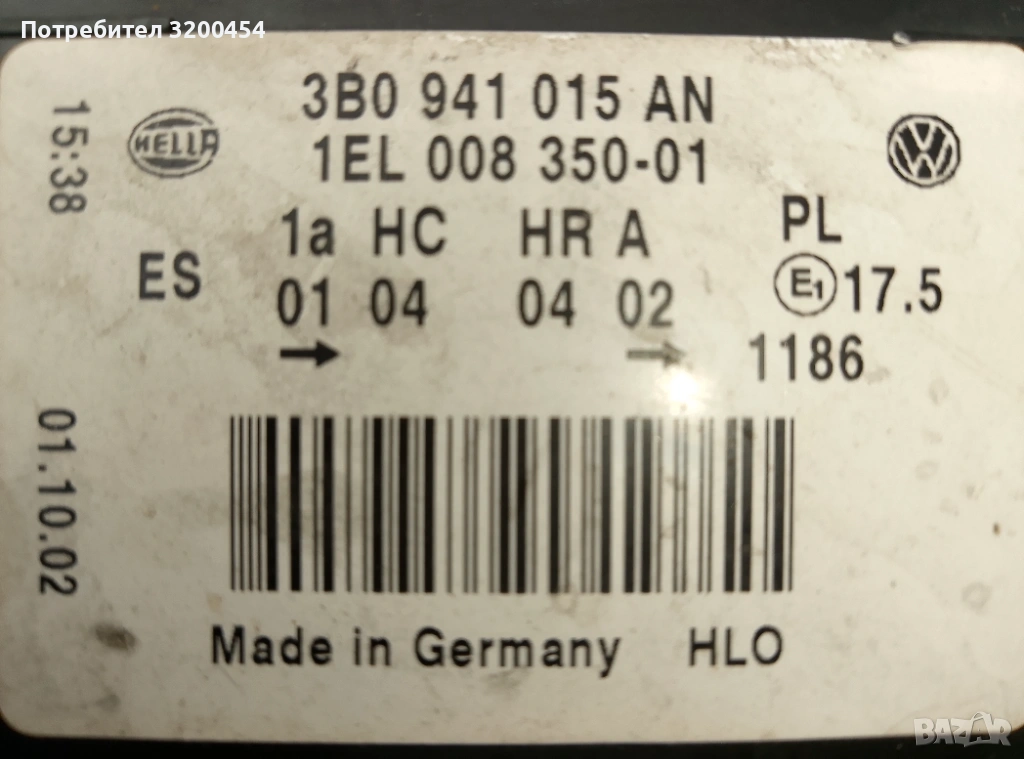 Потребител 3200454
3B0 941 015 AN
1EL 008 350-01
HELLA
15:38
1a HC HR A PL
ES
01 04 04 02 E1 17.5
→ → 1186
01.10.02
Made in Germany HLO
BAZAR